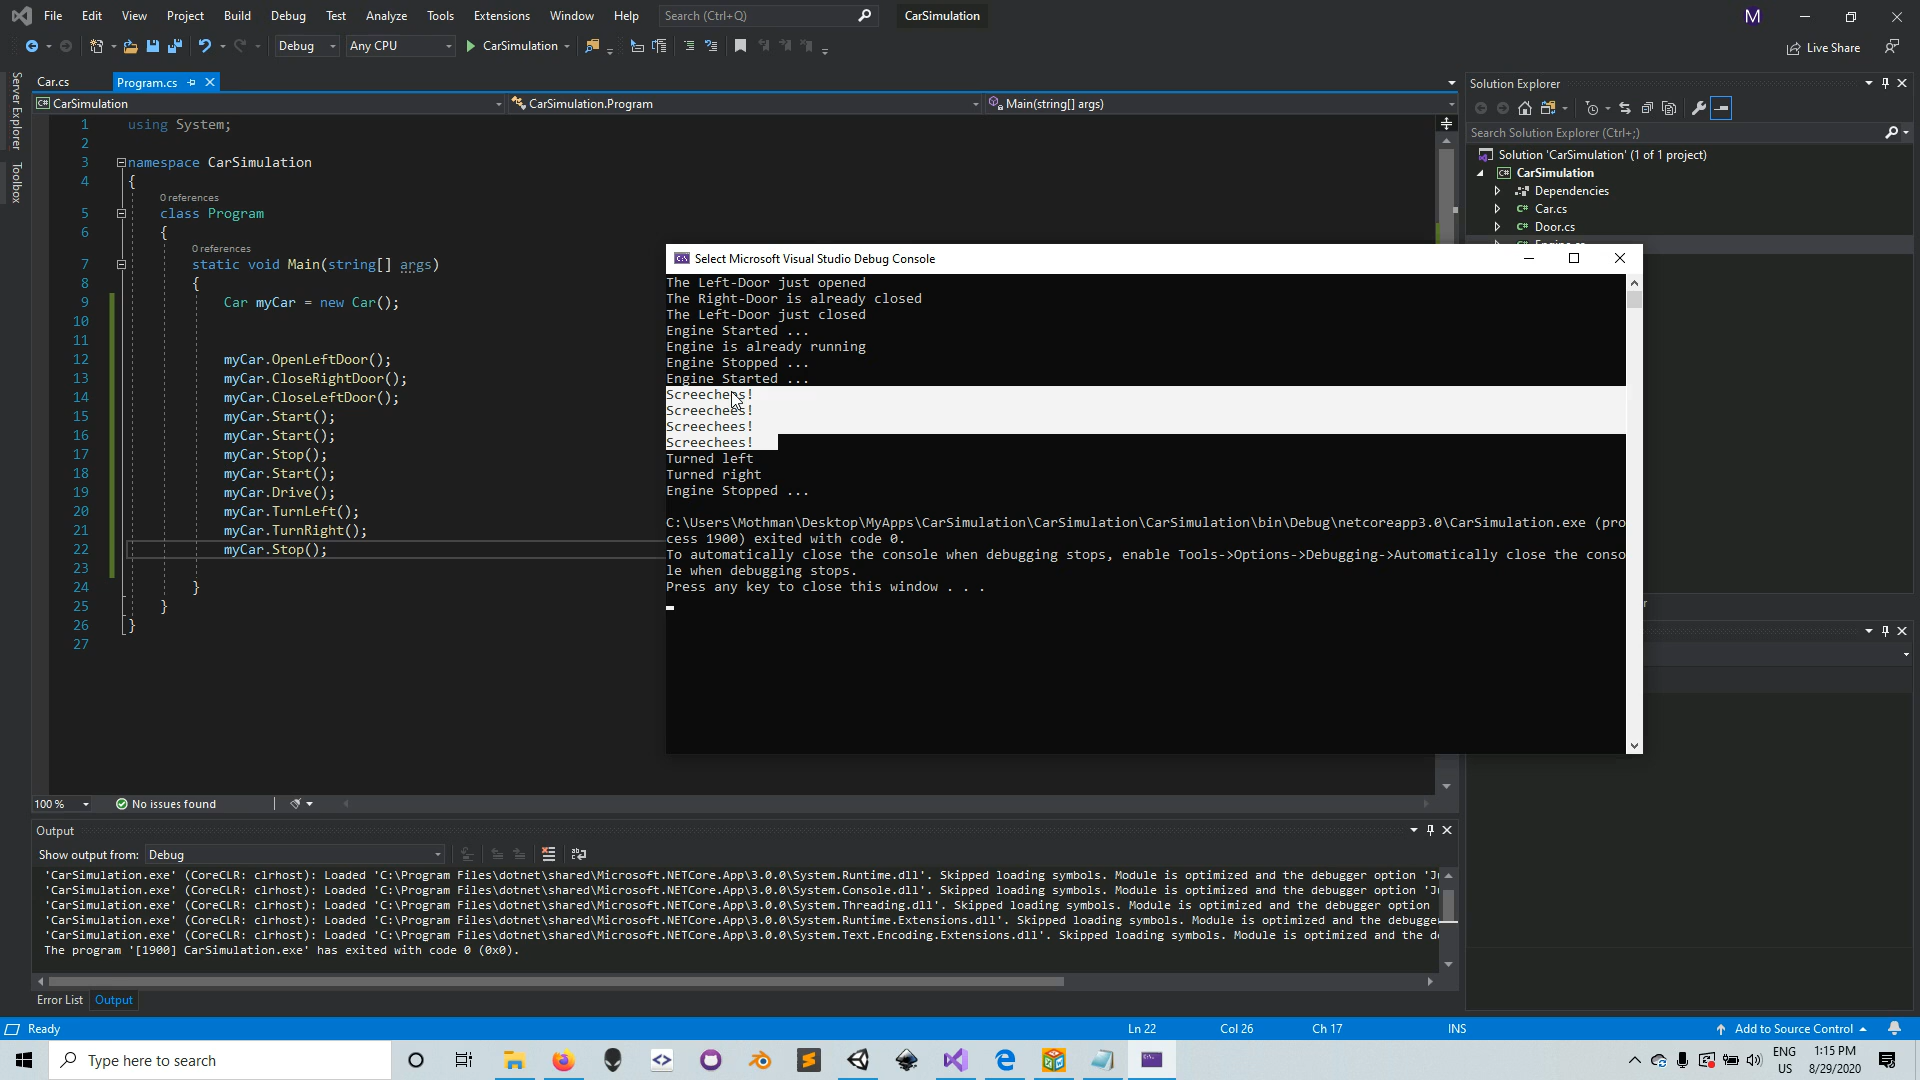 File Edit View Project Build Debug Test Analyze Tools Extensions Window Help Search (Ctrl+Q) CarSimulation M
Debug Any CPU CarSimulation Live Share
Car.cs Program.cs
CarSimulation CarSimulation.Program Main(string[] args)
Server Explorer
Toolbox
1 using System;
2
3 namespace CarSimulation
4 {
0 references
5 class Program
6 {
0 references
7 static void Main(string[] args)
8 {
9 Car myCar = new Car();
10
11
12 myCar.OpenLeftDoor();
13 myCar.CloseRightDoor();
14 myCar.CloseLeftDoor();
15 myCar.Start();
16 myCar.Start();
17 myCar.Stop();
18 myCar.Start();
19 myCar.Drive();
20 myCar.TurnLeft();
21 myCar.TurnRight();
22 myCar.Stop();
23
24 }
25 }
26 }
27
Solution Explorer
Search Solution Explorer (Ctrl+;)
Solution 'CarSimulation' (1 of 1 project)
C# CarSimulation
Dependencies
C# Car.cs
C# Door.cs
Select Microsoft Visual Studio Debug Console
The Left-Door just opened
The Right-Door is already closed
The Left-Door just closed
Engine Started ...
Engine is already running
Engine Stopped ...
Engine Started ...
Screechees!
Screechees!
Screechees!
Screechees!
Turned left
Turned right
Engine Stopped ...
C:\Users\Mothman\Desktop\MyApps\CarSimulation\CarSimulation\CarSimulation\bin\Debug\netcoreapp3.0\CarSimulation.exe (pro
cess 1900) exited with code 0.
To automatically close the console when debugging stops, enable Tools->Options->Debugging->Automatically close the conso
le when debugging stops.
Press any key to close this window . . .
100 % No issues found
Output
Show output from: Debug
'CarSimulation.exe' (CoreCLR: clrhost): Loaded 'C:\Program Files\dotnet\shared\Microsoft.NETCore.App\3.0.0\System.Runtime.dll'. Skipped loading symbols. Module is optimized and the debugger option 'Ju
'CarSimulation.exe' (CoreCLR: clrhost): Loaded 'C:\Program Files\dotnet\shared\Microsoft.NETCore.App\3.0.0\System.Console.dll'. Skipped loading symbols. Module is optimized and the debugger option 'Ju
'CarSimulation.exe' (CoreCLR: clrhost): Loaded 'C:\Program Files\dotnet\shared\Microsoft.NETCore.App\3.0.0\System.Threading.dll'. Skipped loading symbols. Module is optimized and the debugger option
'CarSimulation.exe' (CoreCLR: clrhost): Loaded 'C:\Program Files\dotnet\shared\Microsoft.NETCore.App\3.0.0\System.Runtime.Extensions.dll'. Skipped loading symbols. Module is optimized and the debugge
'CarSimulation.exe' (CoreCLR: clrhost): Loaded 'C:\Program Files\dotnet\shared\Microsoft.NETCore.App\3.0.0\System.Text.Encoding.Extensions.dll'. Skipped loading symbols. Module is optimized and the de
The program '[1900] CarSimulation.exe' has exited with code 0 (0x0).
Error List Output
Ready Ln 22 Col 26 Ch 17 INS Add to Source Control
Type here to search ENG 1:15 PM
US 8/29/2020